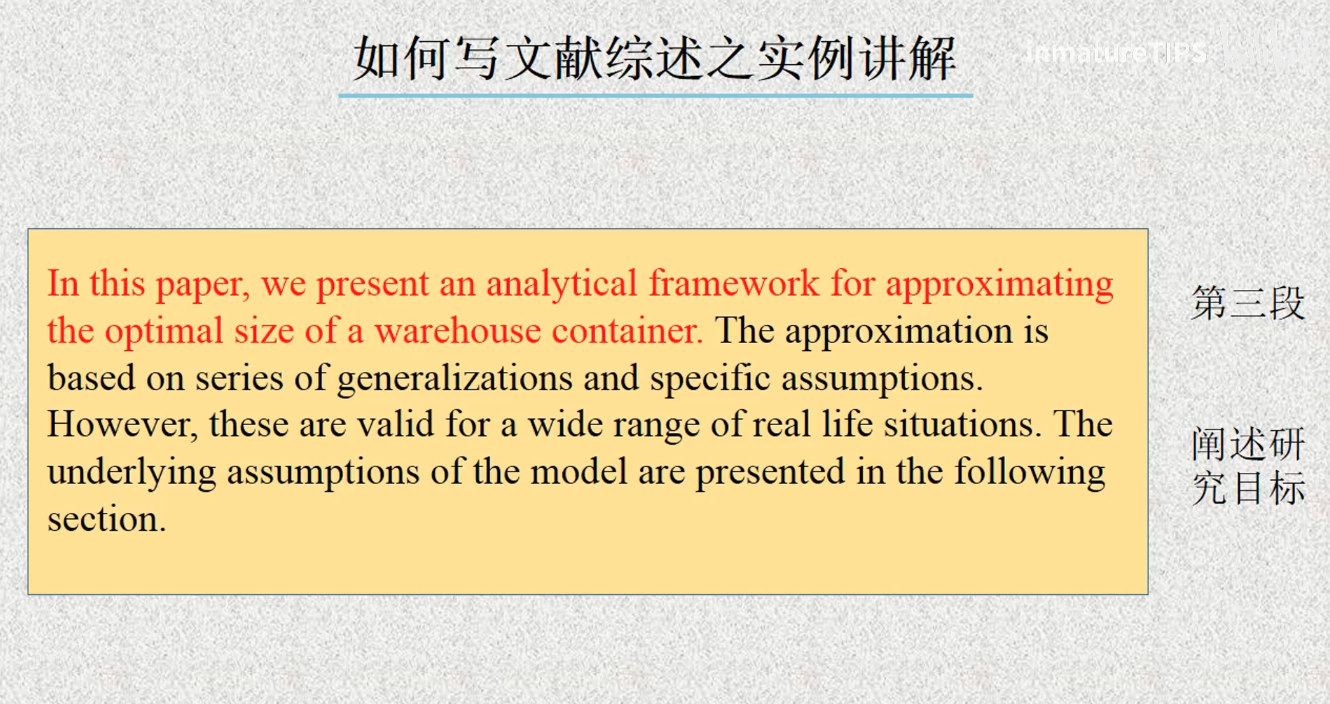 如何写文献综述之实例讲解
In this paper, we present an analytical framework for approximating
the optimal size of a warehouse container. The approximation is
based on series of generalizations and specific assumptions.
However, these are valid for a wide range of real life situations. The
underlying assumptions of the model are presented in the following
section.
第三段
阐述研
究目标